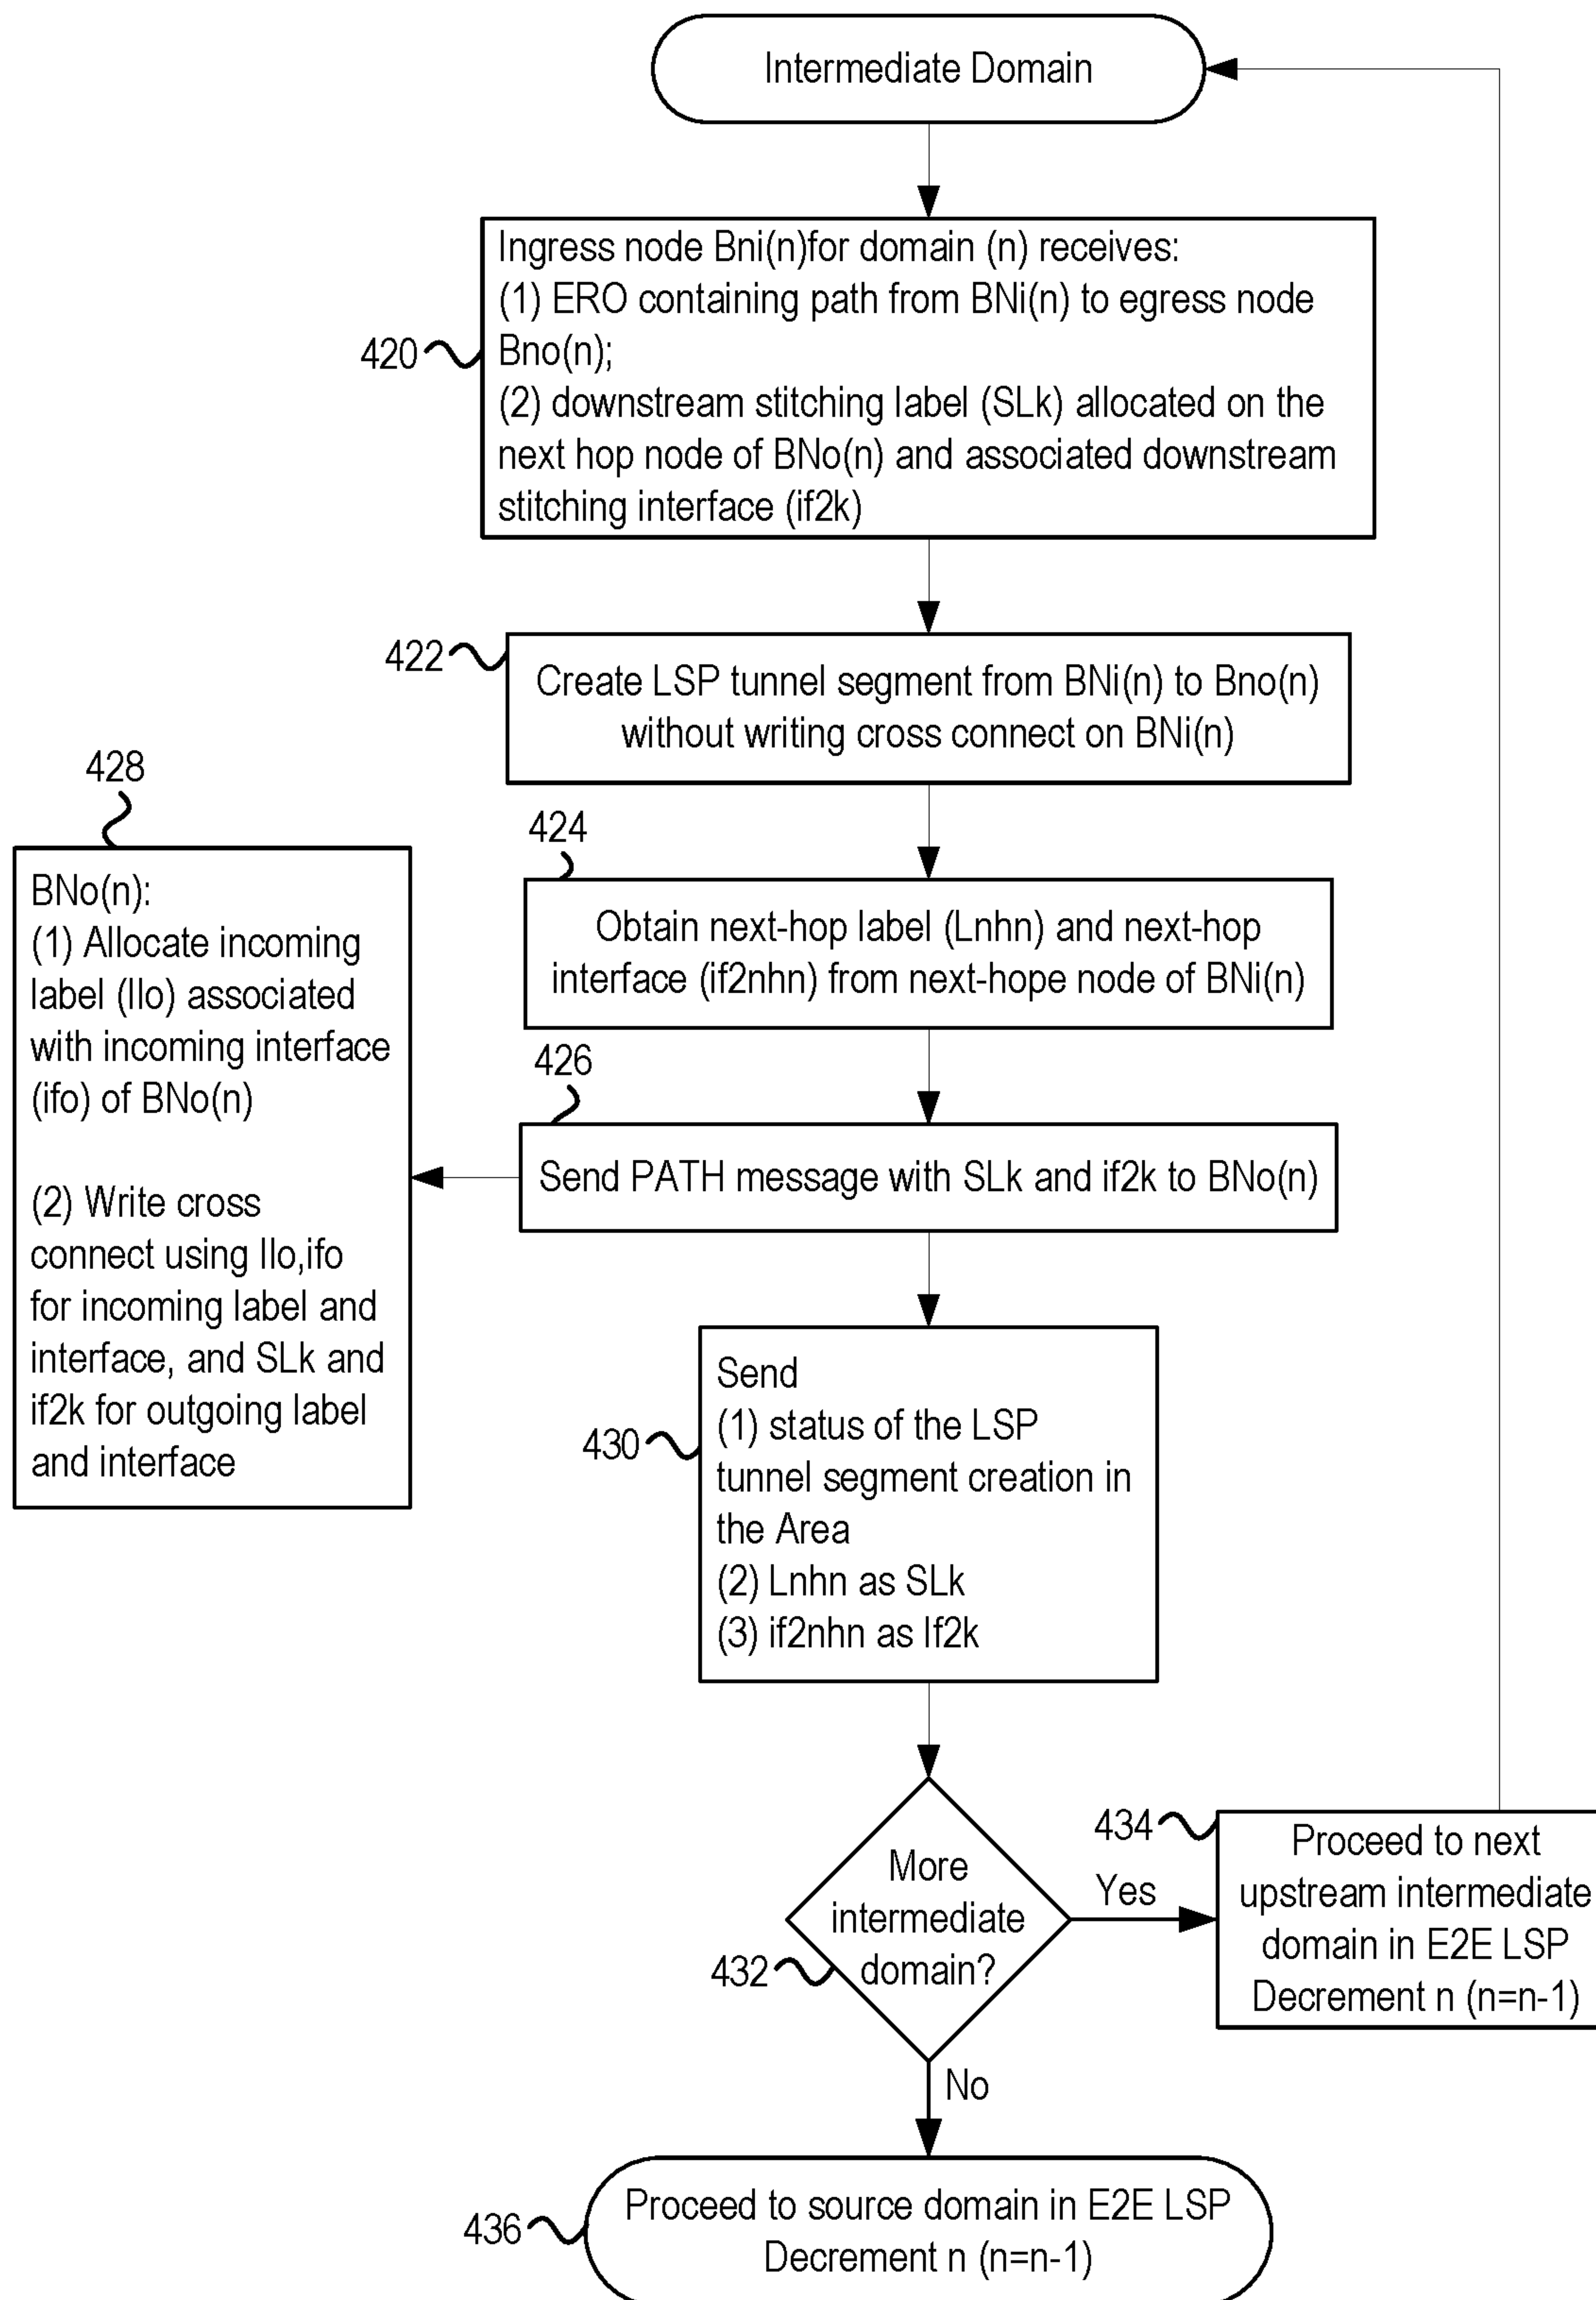 Intermediate Domain
Ingress node Bni(n)for domain (n) receives:
(1) ERO containing path from BNi(n) to egress node
Bno(n);
(2) downstream stitching label (SLk) allocated on the
next hop node of BNo(n) and associated downstream
stitching interface (if2k)
420
422
Create LSP tunnel segment from BNi(n) to Bno(n)
without writing cross connect on BNi(n)
424
Obtain next-hop label (Lnhn) and next-hop
interface (if2nhn) from next-hope node of BNi(n)
426
Send PATH message with SLk and if2k to BNo(n)
428
BNo(n):
(1) Allocate incoming
label (Ilo) associated
with incoming interface
(ifo) of BNo(n)
(2) Write cross
connect using Ilo,ifo
for incoming label and
interface, and SLk and
if2k for outgoing label
and interface
430
Send
(1) status of the LSP
tunnel segment creation in
the Area
(2) Lnhn as SLk
(3) if2nhn as If2k
432
More
intermediate
domain?
Yes
434
Proceed to next
upstream intermediate
domain in E2E LSP
Decrement n (n=n-1)
No
436
Proceed to source domain in E2E LSP
Decrement n (n=n-1)